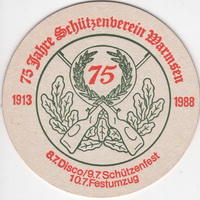 75 Jahre Schützenverein Warmsen
75
1913
1988
8.7. Disco/9.7. Schützenfest
10.7. Festumzug